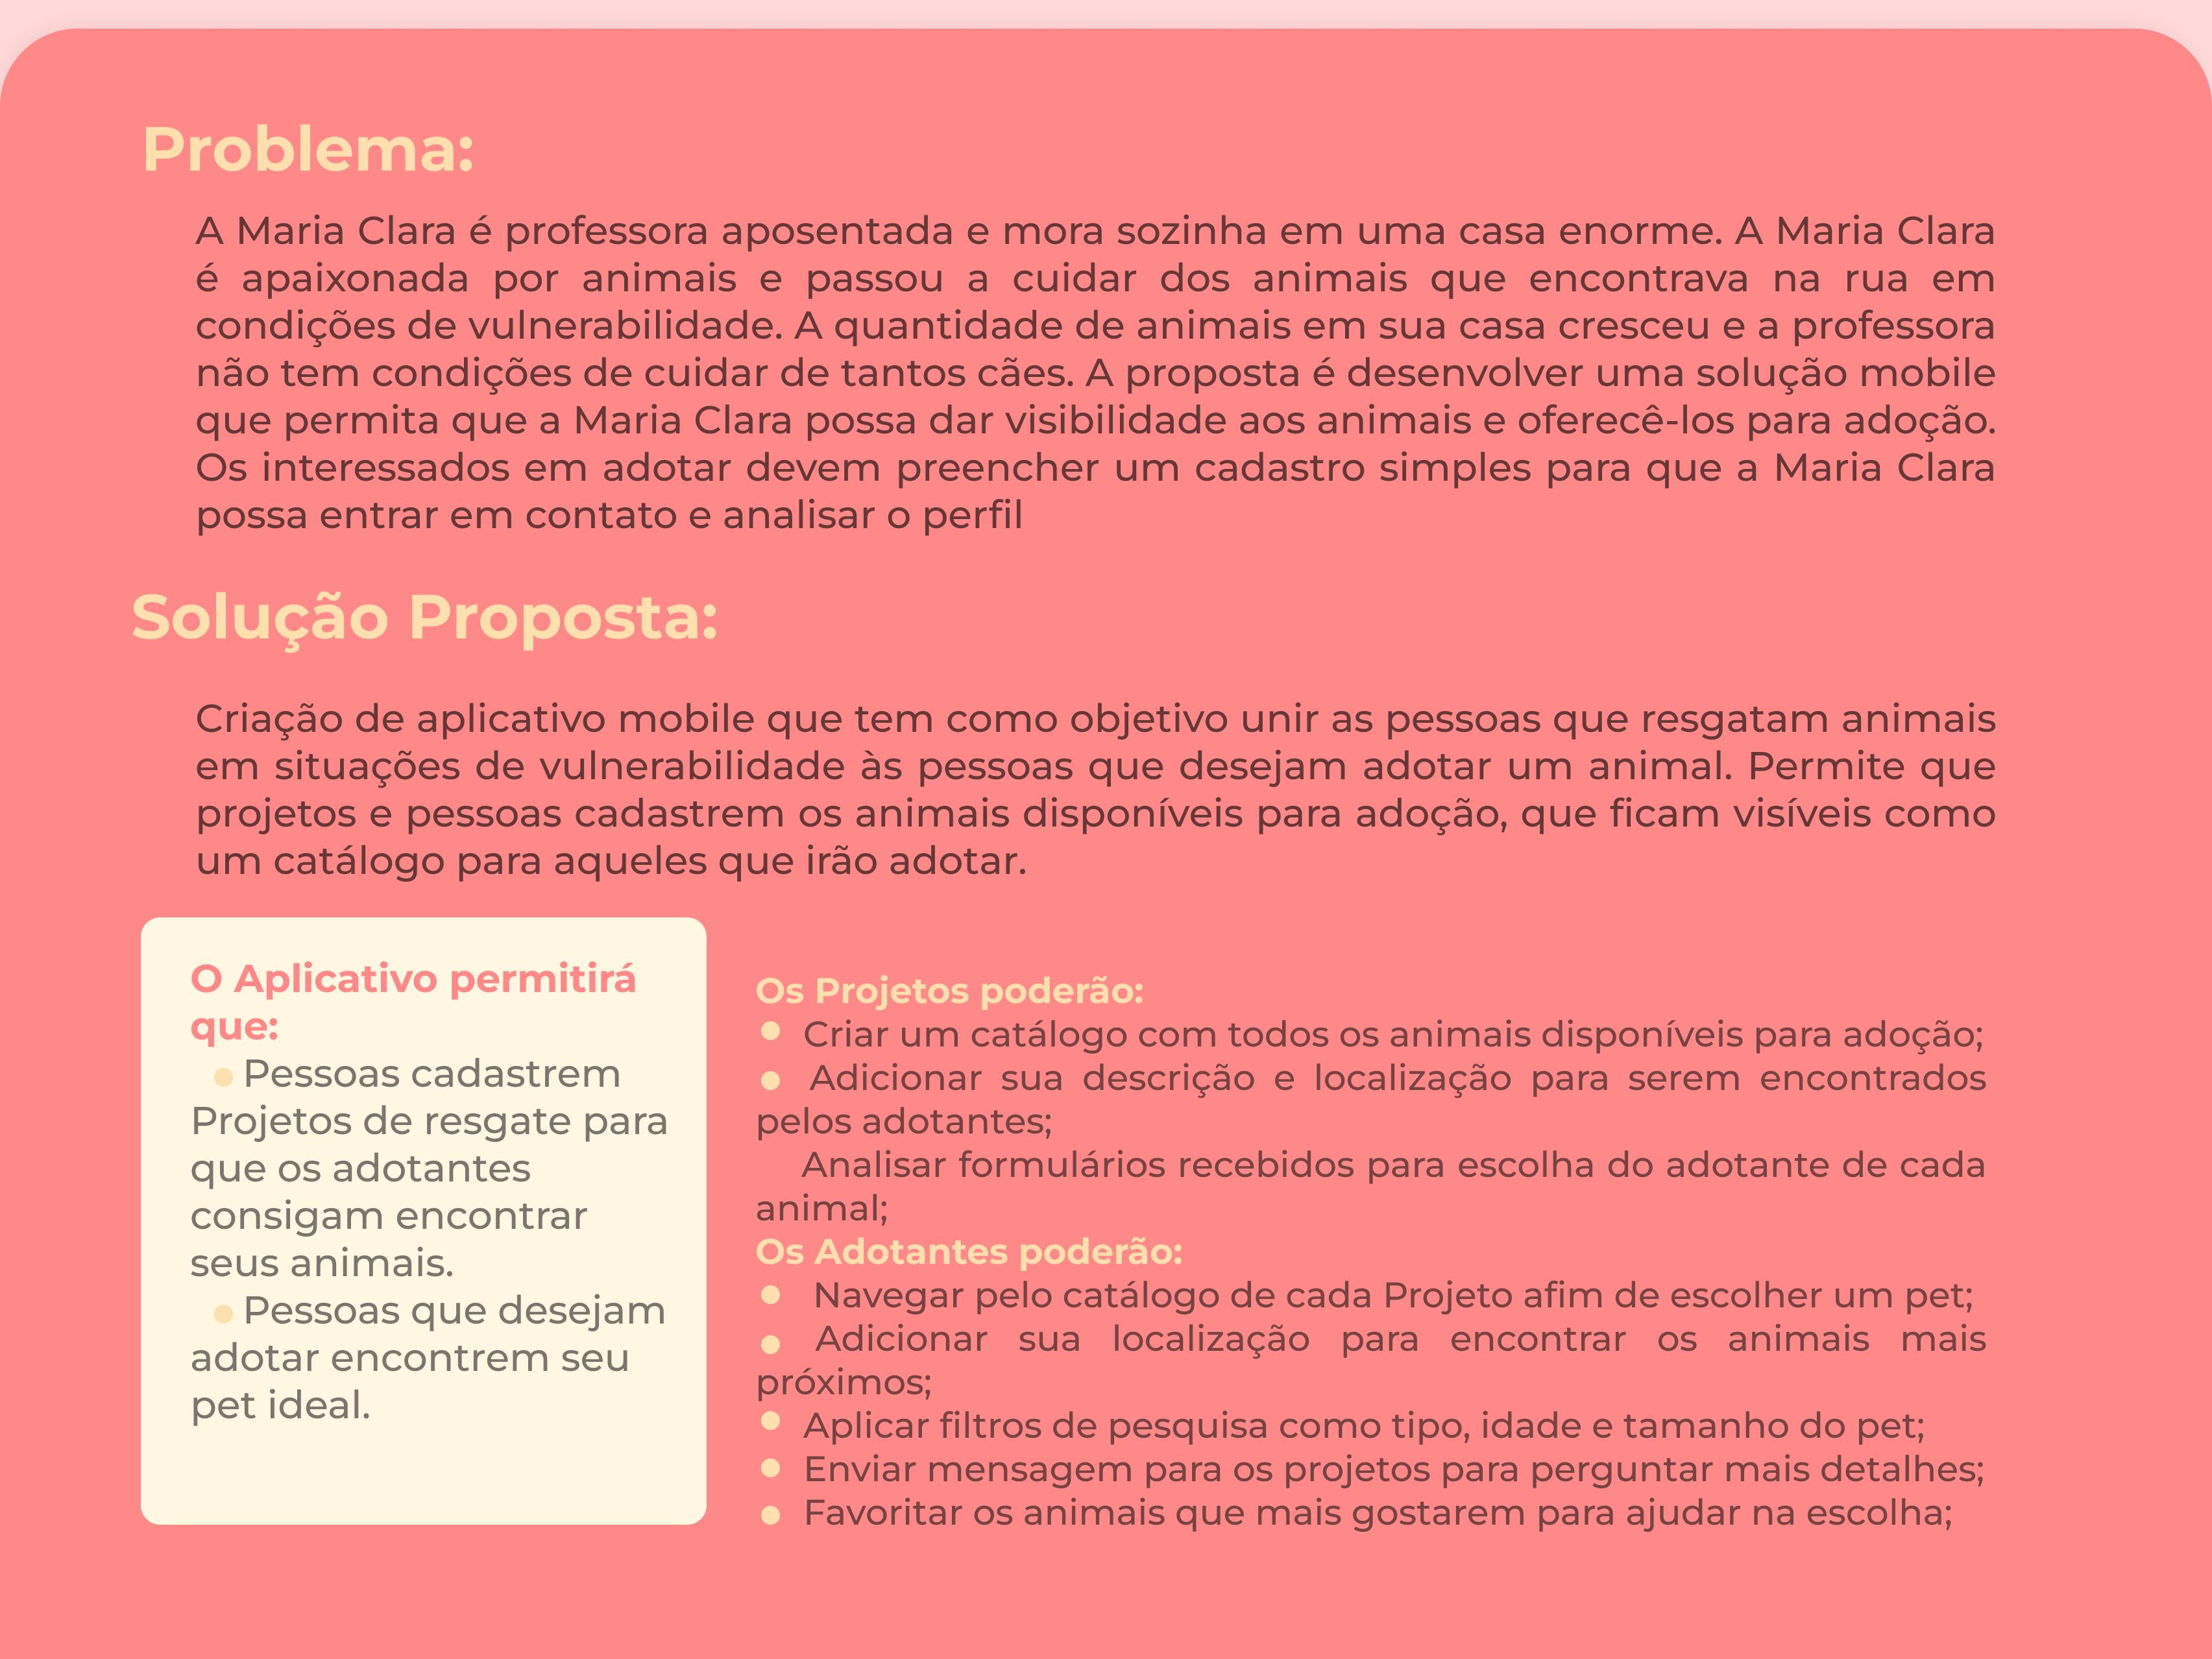 Problema:
A Maria Clara é professora aposentada e mora sozinha em uma casa enorme. A Maria Clara
é apaixonada por animais e passou a cuidar dos animais que encontrava na rua em
condições de vulnerabilidade. A quantidade de animais em sua casa cresceu e a professora
não tem condições de cuidar de tantos cães. A proposta é desenvolver uma solução mobile
que permita que a Maria Clara possa dar visibilidade aos animais e oferecê-los para adoção.
Os interessados em adotar devem preencher um cadastro simples para que a Maria Clara
possa entrar em contato e analisar o perfil
Solução Proposta:
Criação de aplicativo mobile que tem como objetivo unir as pessoas que resgatam animais
em situações de vulnerabilidade às pessoas que desejam adotar um animal. Permite que
projetos e pessoas cadastrem os animais disponíveis para adoção, que ficam visíveis como
um catálogo para aqueles que irão adotar.
O Aplicativo permitirá
que:
Pessoas cadastrem
Projetos de resgate para
que os adotantes
consigam encontrar
seus animais.
Pessoas que desejam
adotar encontrem seu
pet ideal.
Os Projetos poderão:
Criar um catálogo com todos os animais disponíveis para adoção;
Adicionar sua descrição e localização para serem encontrados
pelos adotantes;
Analisar formulários recebidos para escolha do adotante de cada
animal;
Os Adotantes poderão:
Navegar pelo catálogo de cada Projeto afim de escolher um pet;
Adicionar sua localização para encontrar os animais mais
próximos;
Aplicar filtros de pesquisa como tipo, idade e tamanho do pet;
Enviar mensagem para os projetos para perguntar mais detalhes;
Favoritar os animais que mais gostarem para ajudar na escolha;